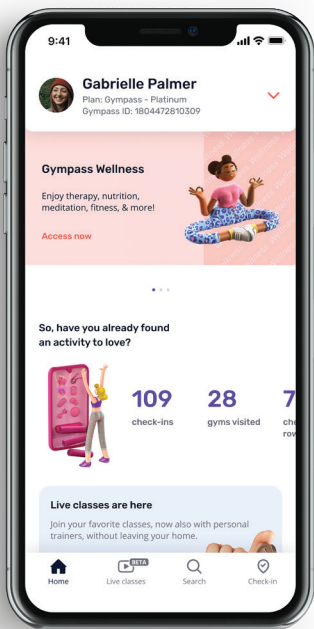 9:41
Gabrielle Palmer
Plan: Gympass - Platinum
Gympass ID: 1804472810309
Gympass Wellness
Enjoy therapy, nutrition,
meditation, fitness, & more!
Access now
So, have you already found
an activity to love?
109
check-ins
28
gyms visited
7
che
row
Live classes are here
Join your favorite classes, now also with personal
trainers, without leaving your home.
Home
BETA
Live classes
Search
Check-in